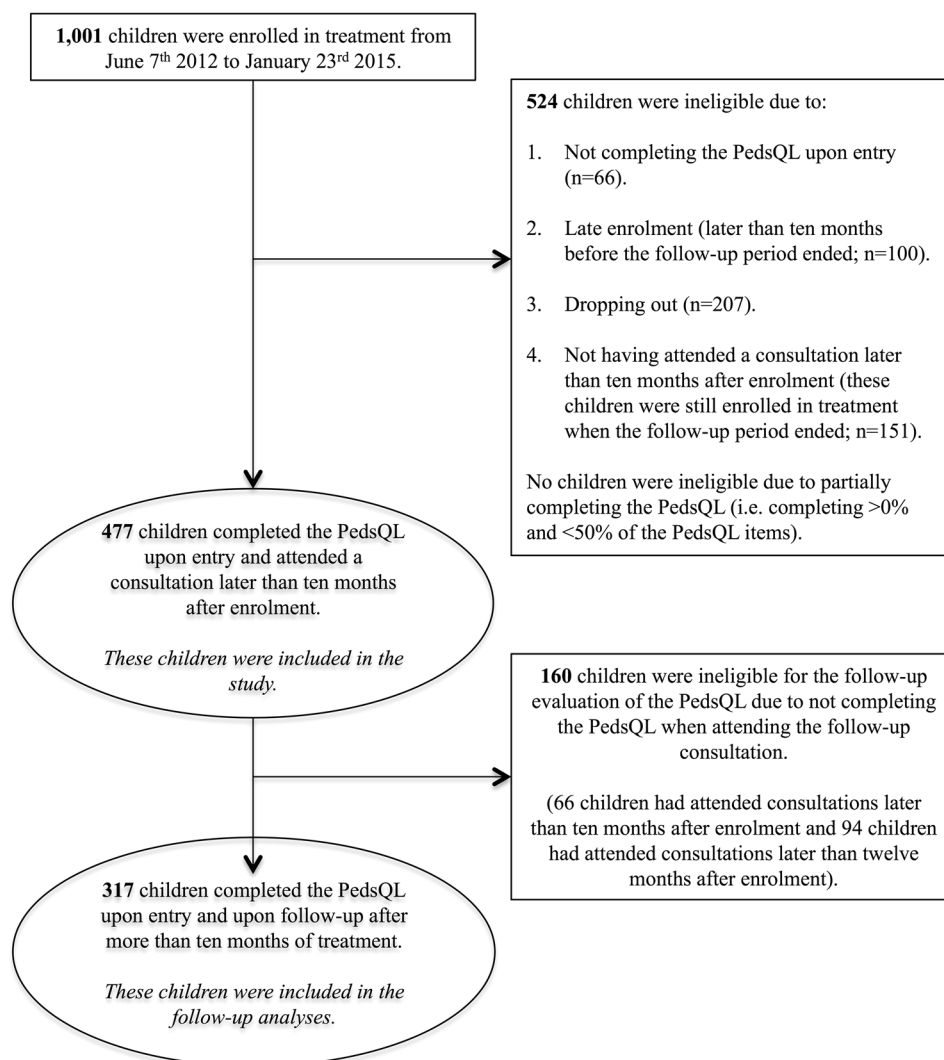 1,001 children were enrolled in treatment from
June 7th 2012 to January 23rd 2015.
524 children were ineligible due to:
1. Not completing the PedsQL upon entry
(n=66).
2. Late enrolment (later than ten months
before the follow-up period ended; n=100).
3. Dropping out (n=207).
4. Not having attended a consultation later
than ten months after enrolment (these
children were still enrolled in treatment
when the follow-up period ended; n=151).
No children were ineligible due to partially
completing the PedsQL (i.e. completing >0%
and <50% of the PedsQL items).
477 children completed the PedsQL
upon entry and attended a
consultation later than ten months
after enrolment.
These children were included in the
study.
160 children were ineligible for the follow-up
evaluation of the PedsQL due to not completing
the PedsQL when attending the follow-up
consultation.
(66 children had attended consultations later
than ten months after enrolment and 94 children
had attended consultations later than twelve
months after enrolment).
317 children completed the PedsQL
upon entry and upon follow-up after
more than ten months of treatment.
These children were included in the
follow-up analyses.